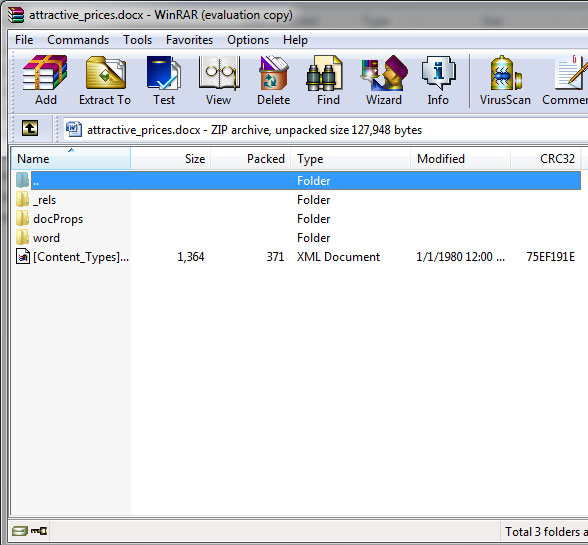 attractive_prices.docx - WinRAR (evaluation copy)
File Commands Tools Favorites Options Help
Add Extract To Test View Delete Find Wizard Info VirusScan Commen
attractive_prices.docx - ZIP archive, unpacked size 127,948 bytes
Name Size Packed Type Modified CRC32
.. Folder
_rels Folder
docProps Folder
word Folder
[Content_Types]... 1,364 371 XML Document 1/1/1980 12:00 ... 75EF191E
Total 3 folders a